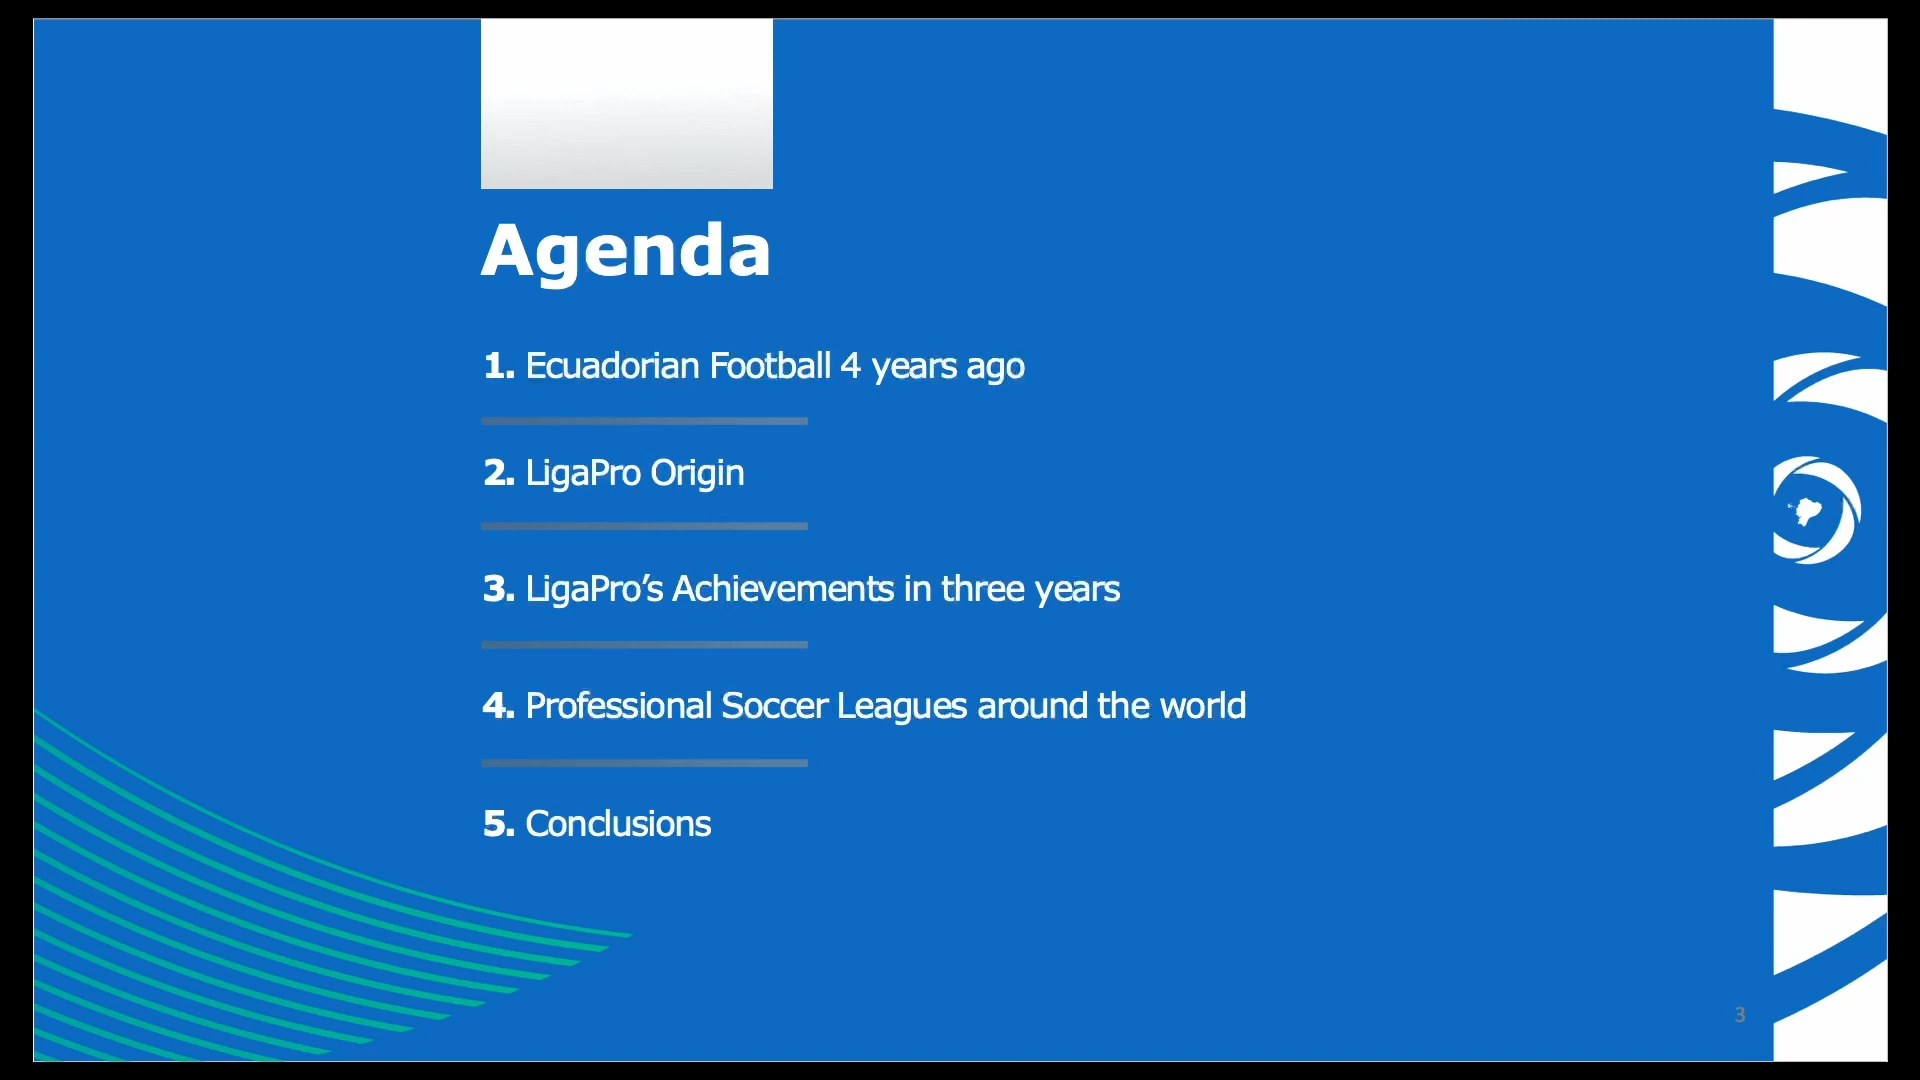 Agenda
1. Ecuadorian Football 4 years ago
2. LigaPro Origin
3. LigaPro’s Achievements in three years
4. Professional Soccer Leagues around the world
5. Conclusions
3